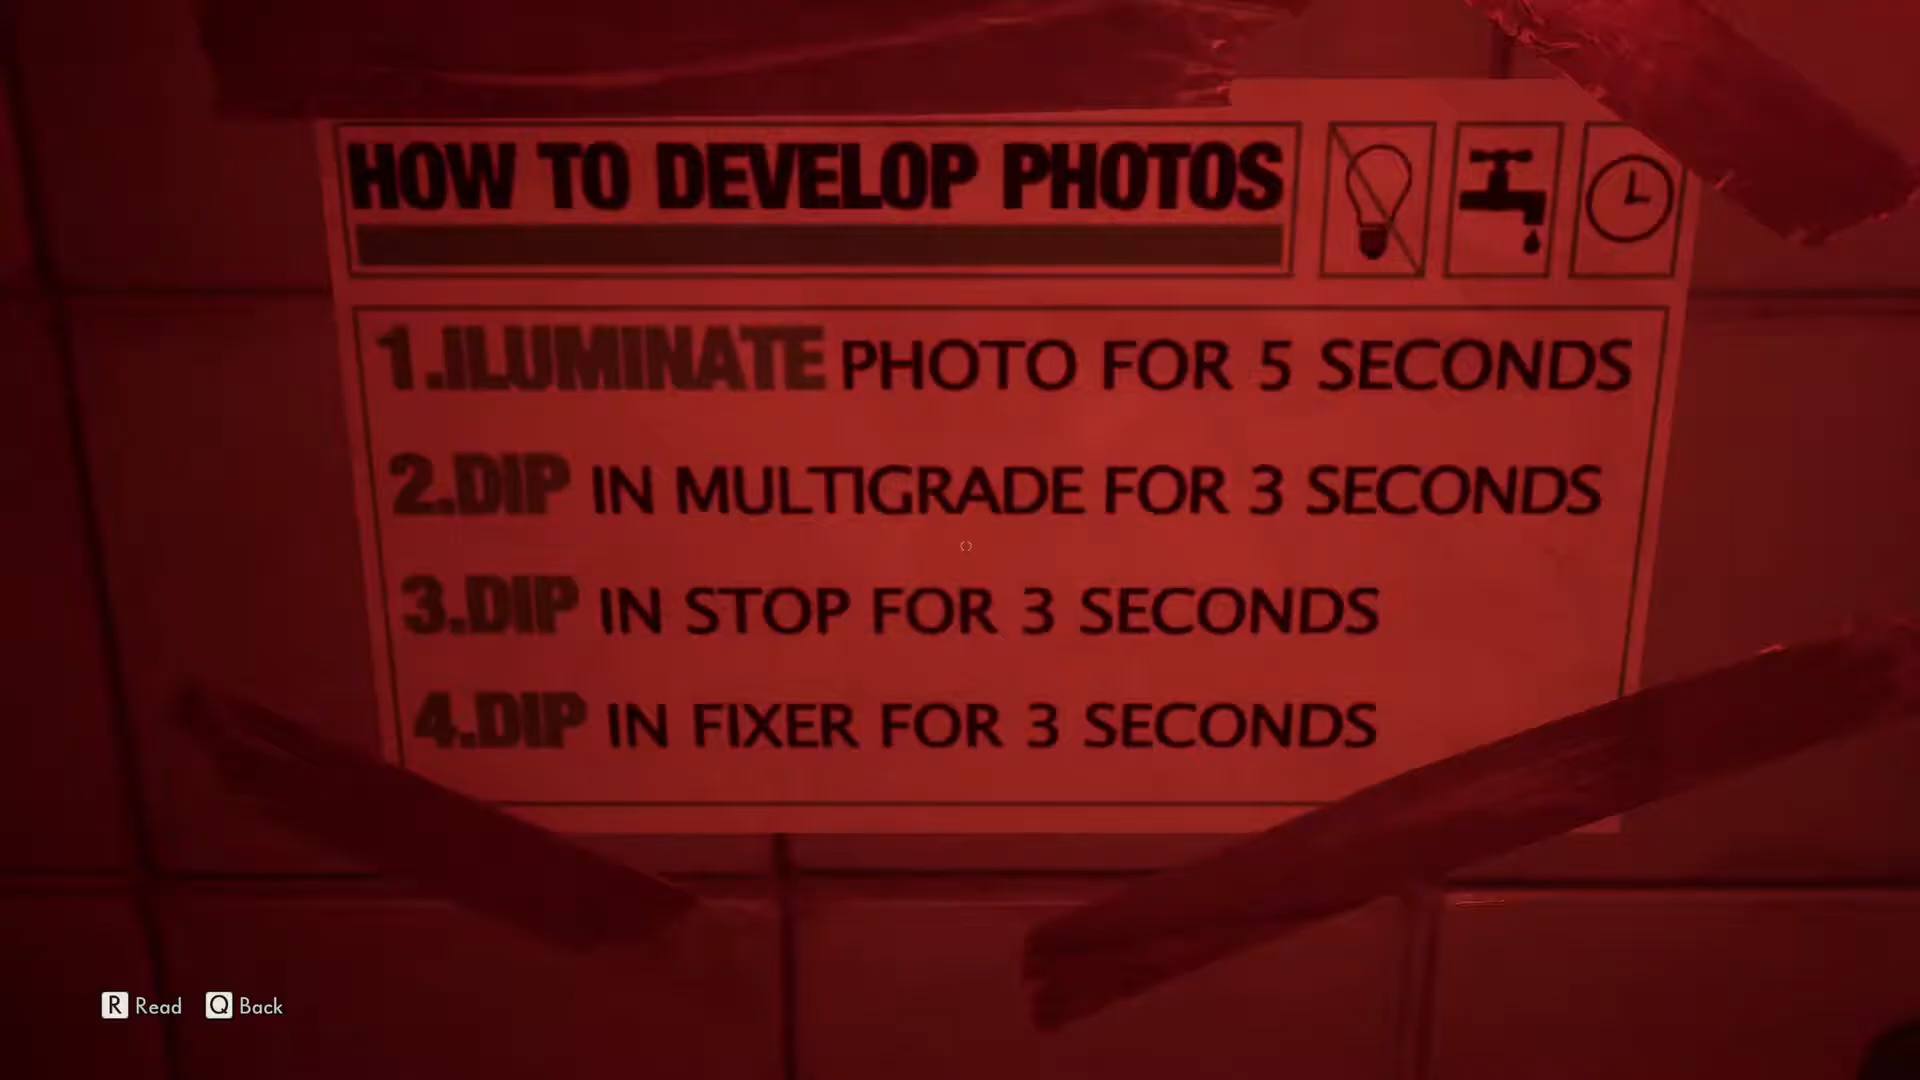 HOW TO DEVELOP PHOTOS
1.ILUMINATE PHOTO FOR 5 SECONDS
2.DIP IN MULTIGRADE FOR 3 SECONDS
3.DIP IN STOP FOR 3 SECONDS
4.DIP IN FIXER FOR 3 SECONDS
R Read Q Back